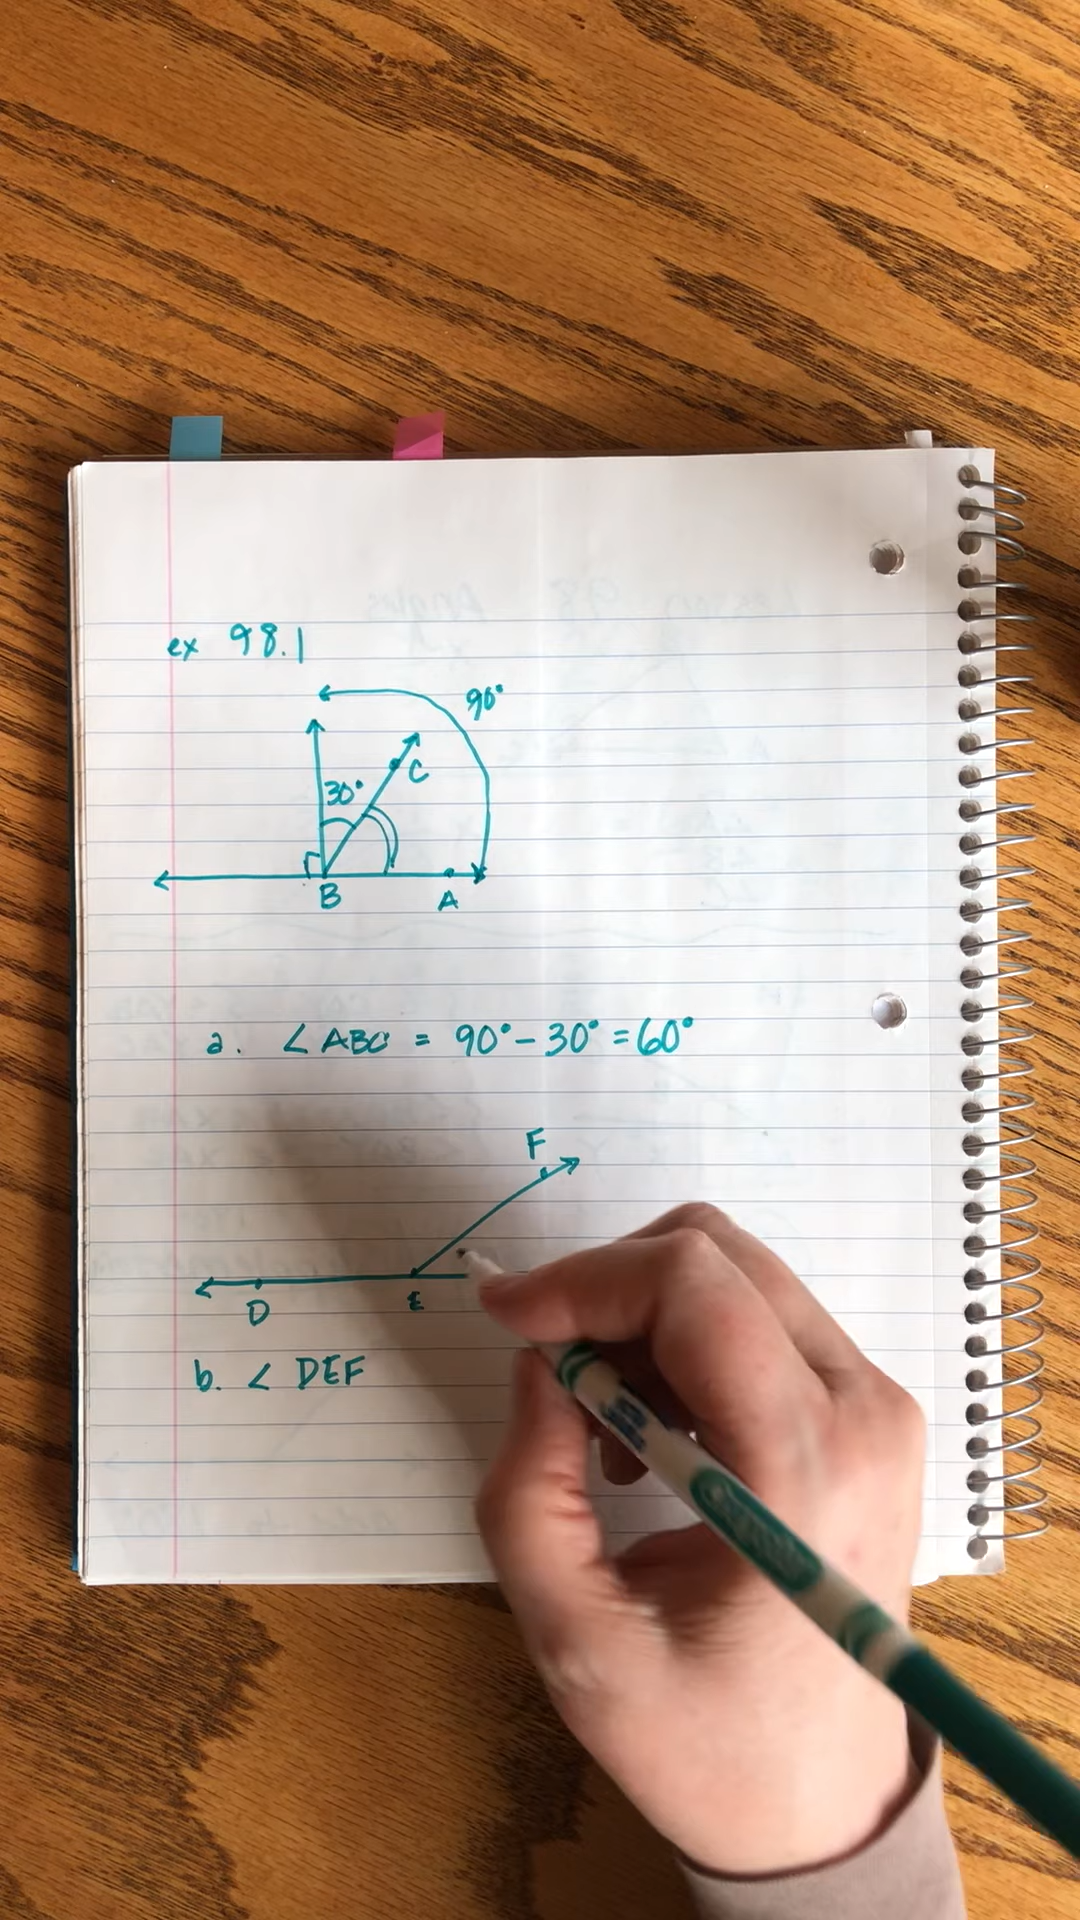 ex 98.1
90°
C
30°
B
A
a. ∠ABC = 90° - 30° = 60°
F
D
E
b. ∠ DEF